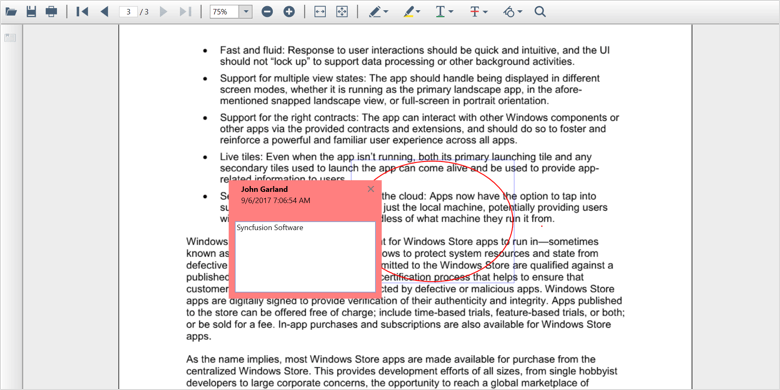 3 / 3
75%
• Fast and fluid: Response to user interactions should be quick and intuitive, and the UI
should not “lock up” to support data processing or other background activities.
• Support for multiple view states: The app should handle being displayed in different
screen modes, whether it is running as the primary landscape app, in the afore-
mentioned snapped landscape view, or full-screen in portrait orientation.
• Support for the right contracts: The app can interact with other Windows components or
other apps via the provided contracts and extensions, and should do so to foster and
reinforce a powerful and familiar user experience across all apps.
• Live tiles: Even when the app isn’t running, both its primary launching tile and any
secondary tiles used to launch the app can come alive and be used to provide app-
related information to users.
the cloud: Apps now have the option to tap into
just the local machine, potentially providing users
of what machine they run it from.
John Garland
9/6/2017 7:06:54 AM
Syncfusion Software
Windows
for Windows Store apps to run in—sometimes
known as
to protect system resources and state from
defective
to the Windows Store are qualified against a
published
certification process that helps to ensure that
by defective or malicious apps. Windows Store
apps are digitally signed to provide verification of their authenticity and integrity. Apps published
to the store can be offered free of charge; include time-based trials, feature-based trials, or both;
or be sold for a fee. In-app purchases and subscriptions are also available for Windows Store
apps.
As the name implies, most Windows Store apps are made available for purchase from the
centralized Windows Store. This provides development efforts of all sizes, from single hobbyist
developers to large corporate concerns, the opportunity to reach a global marketplace of